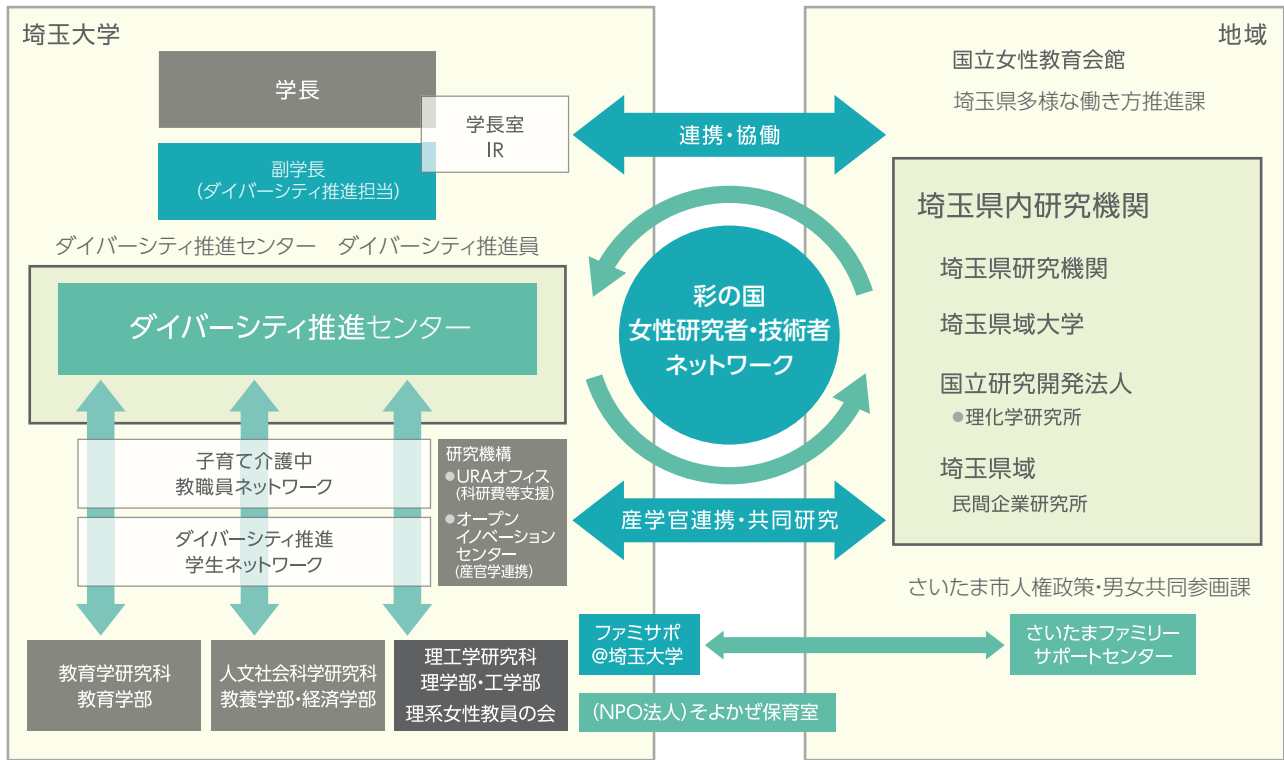 埼玉大学
学長
学長室
IR
副学長
(ダイバーシティ推進担当)
ダイバーシティ推進センター　ダイバーシティ推進員
ダイバーシティ推進センター
子育て介護中
教職員ネットワーク
ダイバーシティ推進
学生ネットワーク
研究機構
●URAオフィス
(科研費等支援)
●オープン
イノベーション
センター
(産官学連携)
教育学研究科
教育学部
人文社会科学研究科
教養学部・経済学部
理工学研究科
理学部・工学部
理系女性教員の会
連携・協働
彩の国
女性研究者・技術者
ネットワーク
産学官連携・共同研究
ファミサポ
@埼玉大学
(NPO法人)そよかぜ保育室
地域
国立女性教育会館
埼玉県多様な働き方推進課
埼玉県内研究機関
埼玉県研究機関
埼玉県域大学
国立研究開発法人
●理化学研究所
埼玉県域
民間企業研究所
さいたま市人権政策・男女共同参画課
さいたまファミリー
サポートセンター